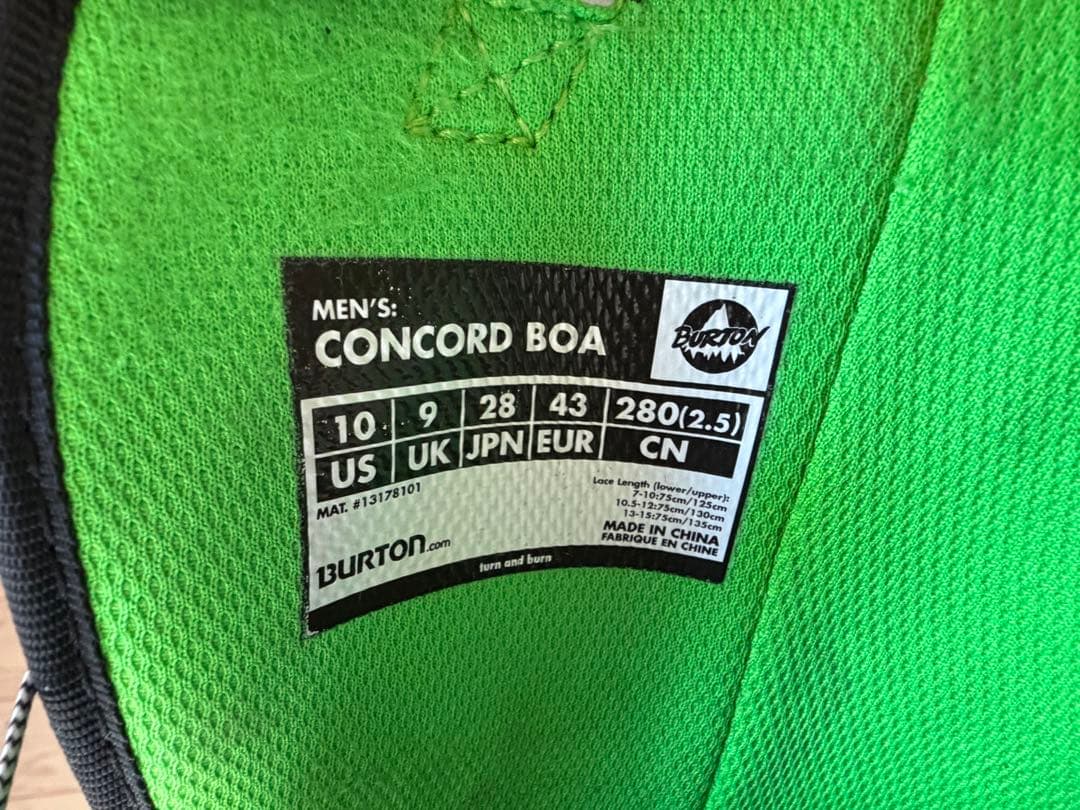 MEN'S:
CONCORD BOA
BURTON
10 9 28 43 280(2.5)
US UK JPN EUR CN
MAT. #13178101
Lace Length (lower/upper):
7-10:75cm/125cm
10.5-12:75cm/130cm
13-15:75cm/135cm
MADE IN CHINA
FABRIQUE EN CHINE
BURTON.com
turn and burn